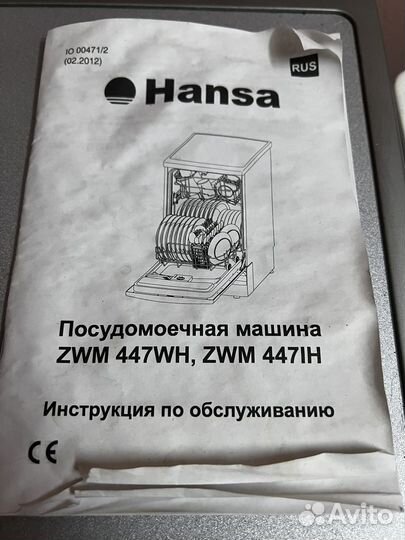 IO 00471/2
(02.2012)
RUS
Hansa
Посудомоечная машина
ZWM 447WH, ZWM 447IH
Инструкция по обслуживанию
CE
Avito